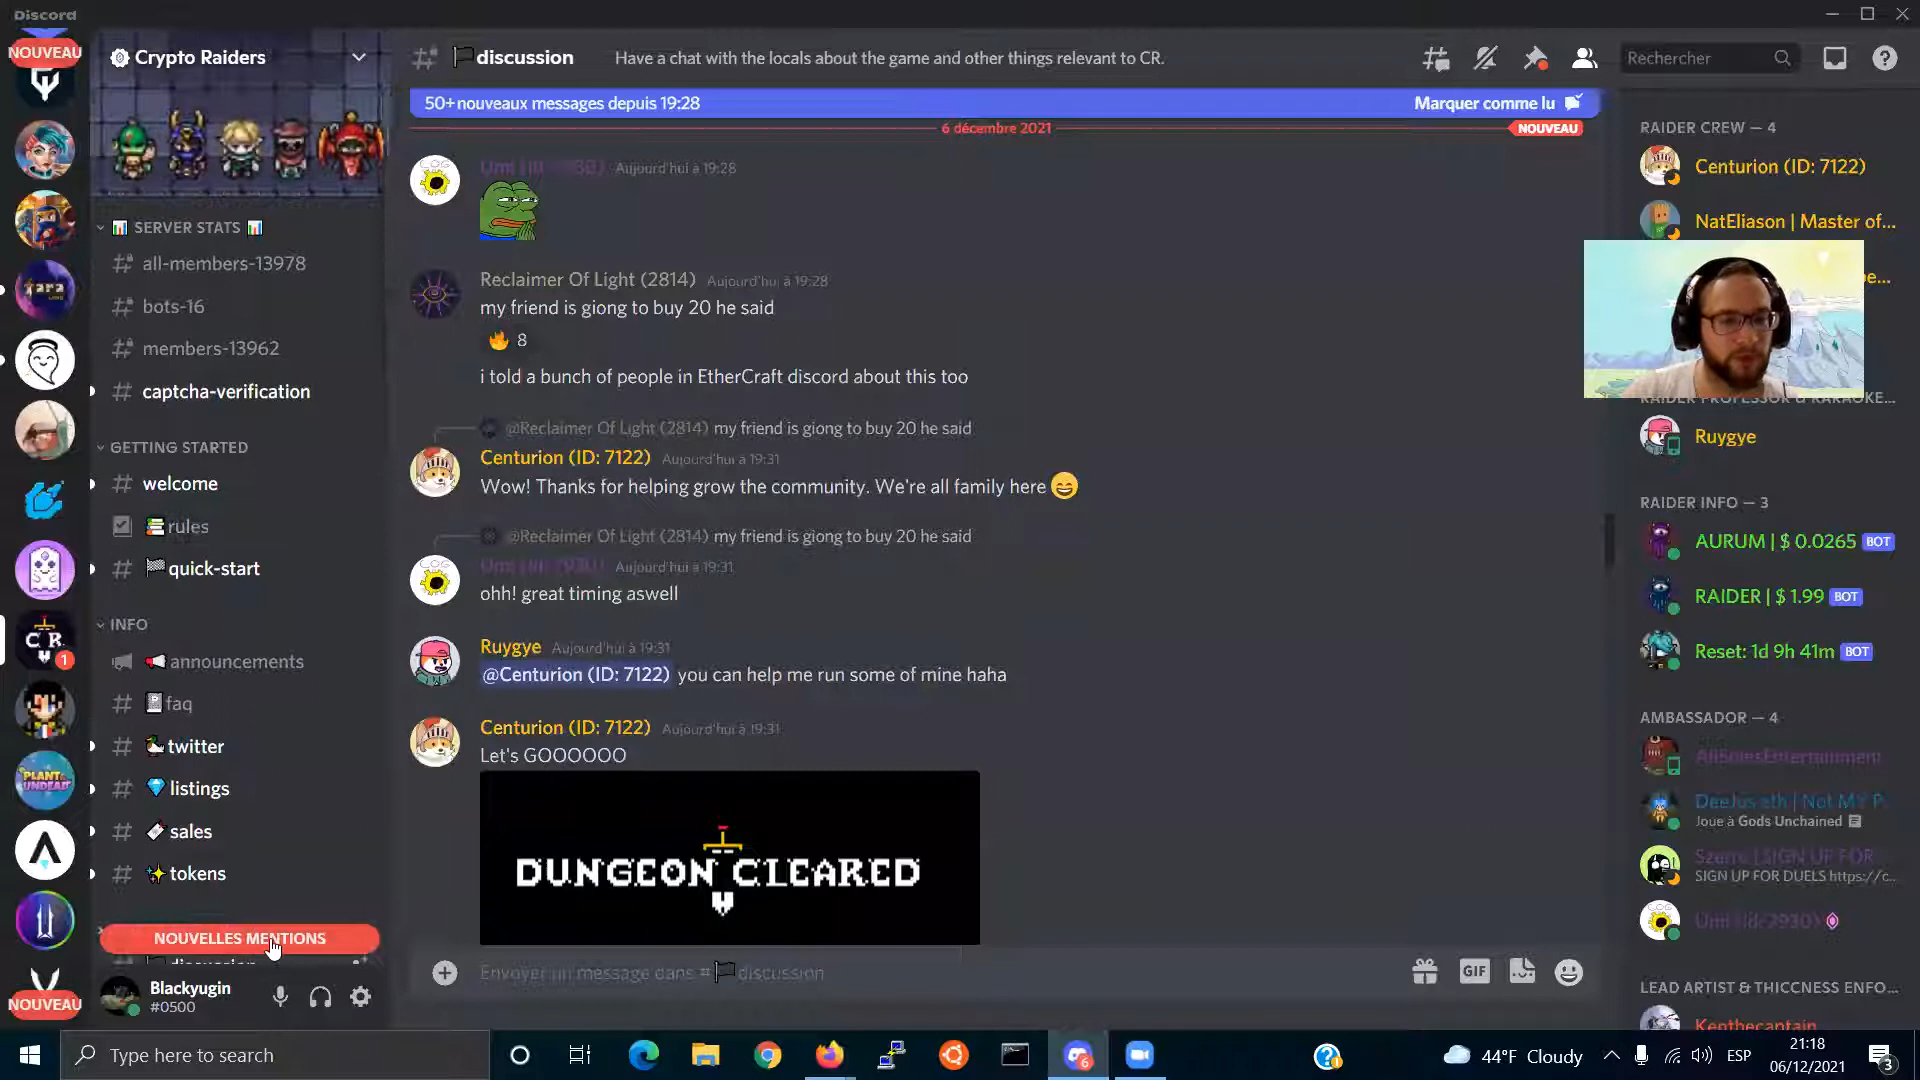 Discord
NOUVEAU
Crypto Raiders
SERVER STATS
all-members-13978
bots-16
members-13962
captcha-verification
GETTING STARTED
welcome
rules
quick-start
INFO
announcements
faq
twitter
listings
sales
tokens
NOUVELLES MENTIONS
C R
1
PLANT
UNDEAD
NOUVEAU
Blackyugin
#0500
discussion
Have a chat with the locals about the game and other things relevant to CR.
Rechercher
50+ nouveaux messages depuis 19:28
Marquer comme lu
6 décembre 2021
NOUVEAU
Aujourd'hui à 19:28
Reclaimer Of Light (2814) Aujourd'hui à 19:28
my friend is giong to buy 20 he said
8
i told a bunch of people in EtherCraft discord about this too
@Reclaimer Of Light (2814) my friend is giong to buy 20 he said
Centurion (ID: 7122) Aujourd'hui à 19:31
Wow! Thanks for helping grow the community. We're all family here
@Reclaimer Of Light (2814) my friend is giong to buy 20 he said
Aujourd'hui à 19:31
ohh! great timing aswell
Ruygye Aujourd'hui à 19:31
@Centurion (ID: 7122) you can help me run some of mine haha
Centurion (ID: 7122) Aujourd'hui à 19:31
Let's GOOOOOO
DUNGEON CLEARED
Envoyer un message dans # discussion
GIF
RAIDER CREW — 4
Centurion (ID: 7122)
NatEliason | Master of...
Ruygye
RAIDER INFO — 3
AURUM | $ 0.0265 BOT
RAIDER | $ 1.99 BOT
Reset: 1d 9h 41m BOT
AMBASSADOR — 4
Joue à Gods Unchained
SIGN UP FOR DUELS https://c...
LEAD ARTIST & THICCNESS ENFO...
Kenthecaptain
Type here to search
6
44°F Cloudy
ESP
21:18
06/12/2021
3